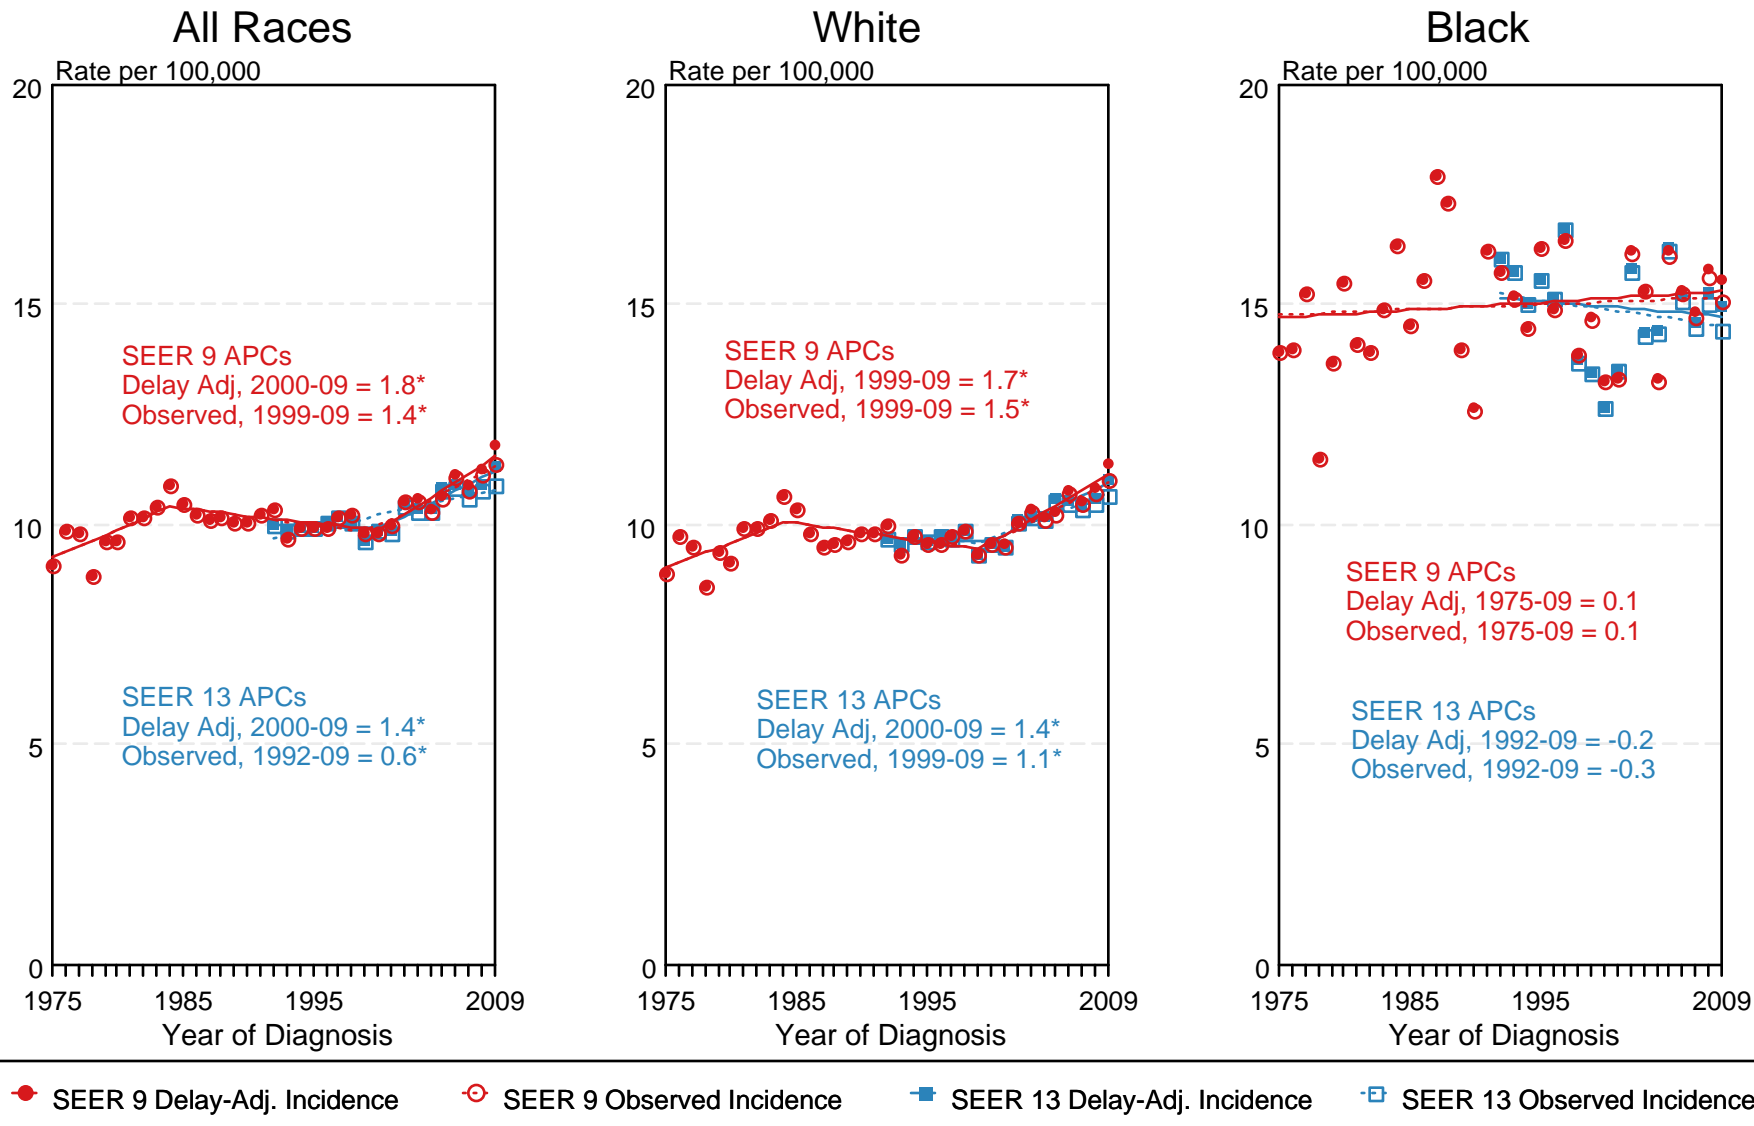 All Races
White
Black
Rate per 100,000
Rate per 100,000
Rate per 100,000
20
15
10
5
0
20
15
10
5
0
20
15
10
5
0
SEER 9 APCs
Delay Adj, 2000-09 = 1.8*
Observed, 1999-09 = 1.4*
SEER 13 APCs
Delay Adj, 2000-09 = 1.4*
Observed, 1992-09 = 0.6*
SEER 9 APCs
Delay Adj, 1999-09 = 1.7*
Observed, 1999-09 = 1.5*
SEER 13 APCs
Delay Adj, 2000-09 = 1.4*
Observed, 1999-09 = 1.1*
SEER 9 APCs
Delay Adj, 1975-09 = 0.1
Observed, 1975-09 = 0.1
SEER 13 APCs
Delay Adj, 1992-09 = -0.2
Observed, 1992-09 = -0.3
1975 1985 1995 2009
Year of Diagnosis
1975 1985 1995 2009
Year of Diagnosis
1975 1985 1995 2009
Year of Diagnosis
SEER 9 Delay-Adj. Incidence
SEER 9 Observed Incidence
SEER 13 Delay-Adj. Incidence
SEER 13 Observed Incidence